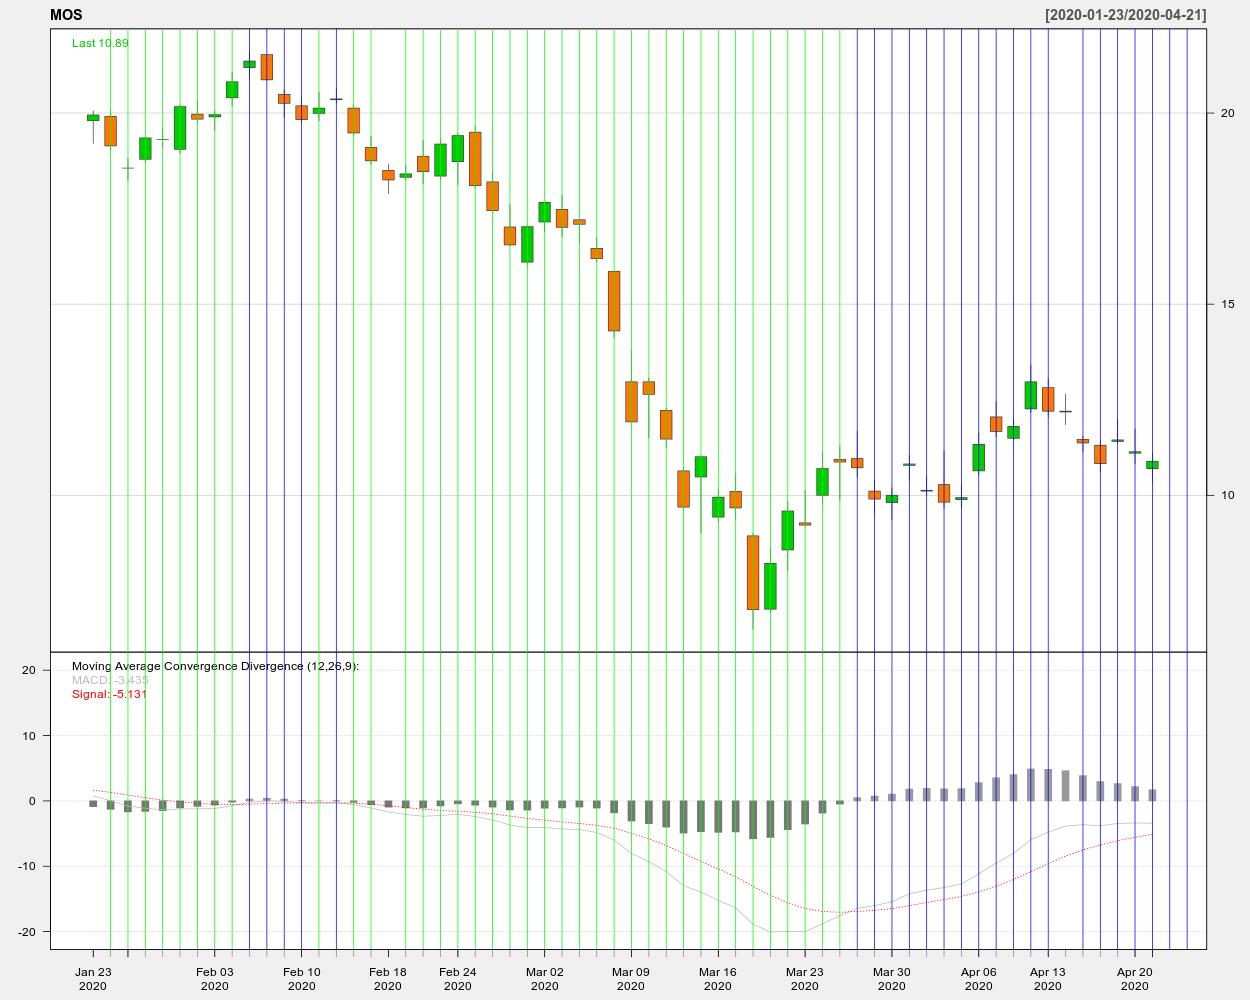 MOS [2020-01-23/2020-04-21]
Last 10.89
20
15
10
Moving Average Convergence Divergence (12,26,9):
MACD: -3.435
Signal: -5.131
20
10
0
-10
-20
Jan 23 Feb 03 Feb 10 Feb 18 Feb 24 Mar 02 Mar 09 Mar 16 Mar 23 Mar 30 Apr 06 Apr 13 Apr 20
2020 2020 2020 2020 2020 2020 2020 2020 2020 2020 2020 2020 2020